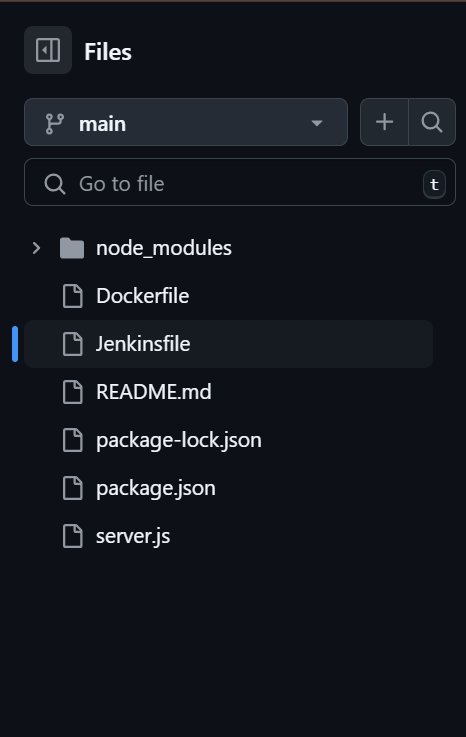 Files
main
Go to file
t
node_modules
Dockerfile
Jenkinsfile
README.md
package-lock.json
package.json
server.js